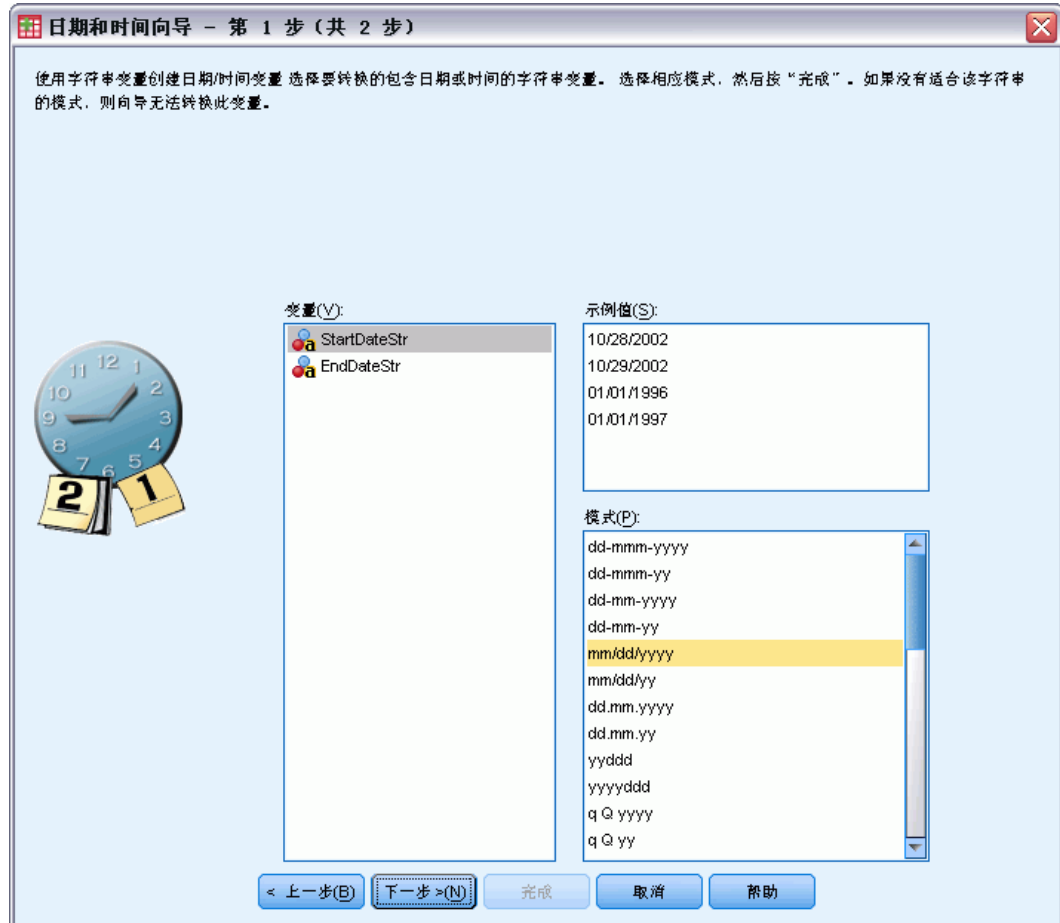 日期和时间向导 - 第 1 步（共 2 步）
使用字符串变量创建日期/时间变量 选择要转换的包含日期或时间的字符串变量。 选择相应模式，然后按“完成”。如果没有适合该字符串
的模式，则向导无法转换此变量。
变量(V):
StartDateStr
EndDateStr
示例值(S):
10/28/2002
10/29/2002
01/01/1996
01/01/1997
模式(P):
dd-mmm-yyyy
dd-mmm-yy
dd-mm-yyyy
dd-mm-yy
mm/dd/yyyy
mm/dd/yy
dd.mm.yyyy
dd.mm.yy
yyddd
yyyyddd
q Q yyyy
q Q yy
12
1
2
3
4
5
6
7
8
9
10
11
2
1
< 上一步(B)
下一步 >(N)
完成
取消
帮助